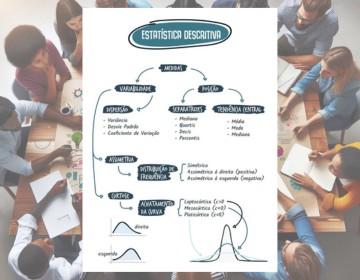 ESTATÍSTICA DESCRITIVA
MEDIDAS
VARIABILIDADE
POSIÇÃO
DISPERSÃO
- Variância
- Desvio Padrão
- Coeficiente de Variação
SEPARATRIZES
- Mediana
- Quartis
- Decis
- Percentis
TENDÊNCIA CENTRAL
- Média
- Moda
- Mediana
ASSIMETRIA
DISTRIBUIÇÃO DE
FREQUÊNCIA
- Simétrica
- Assimétrica à direita (positiva)
- Assimétrica à esquerda (negativa)
CURTOSE
ACHATAMENTO
DA CURVA
- Leptocúrtica (c>0)
- Mesocúrtica (c=0)
- Platicúrtica (c<0)
direita
esquerda